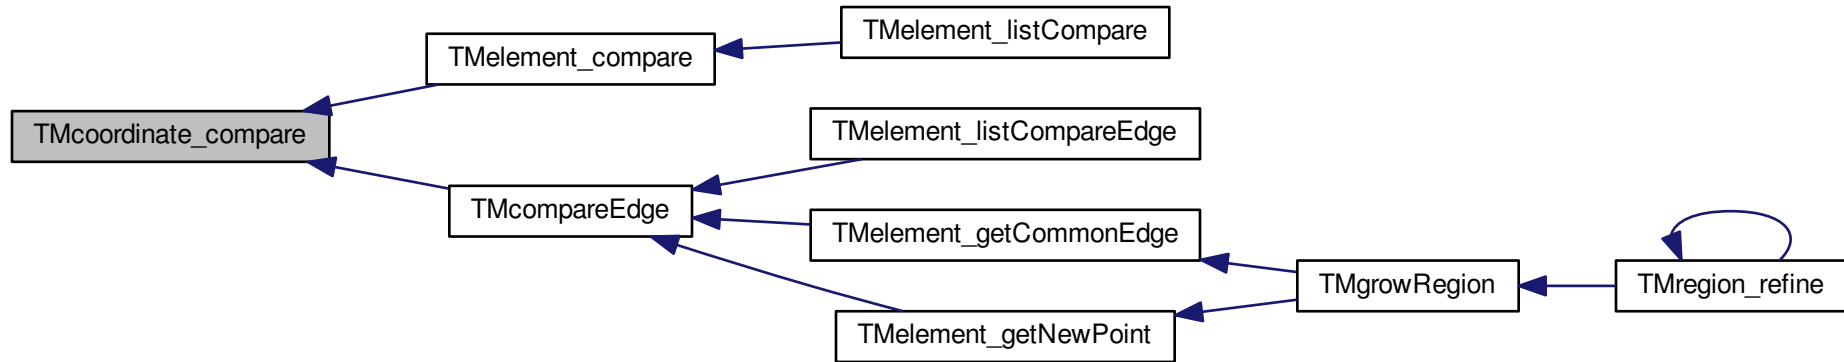 TMelement_listCompare
TMelement_compare
TMcoordinate_compare
TMelement_listCompareEdge
TMcompareEdge
TMelement_getCommonEdge
TMgrowRegion
TMregion_refine
TMelement_getNewPoint